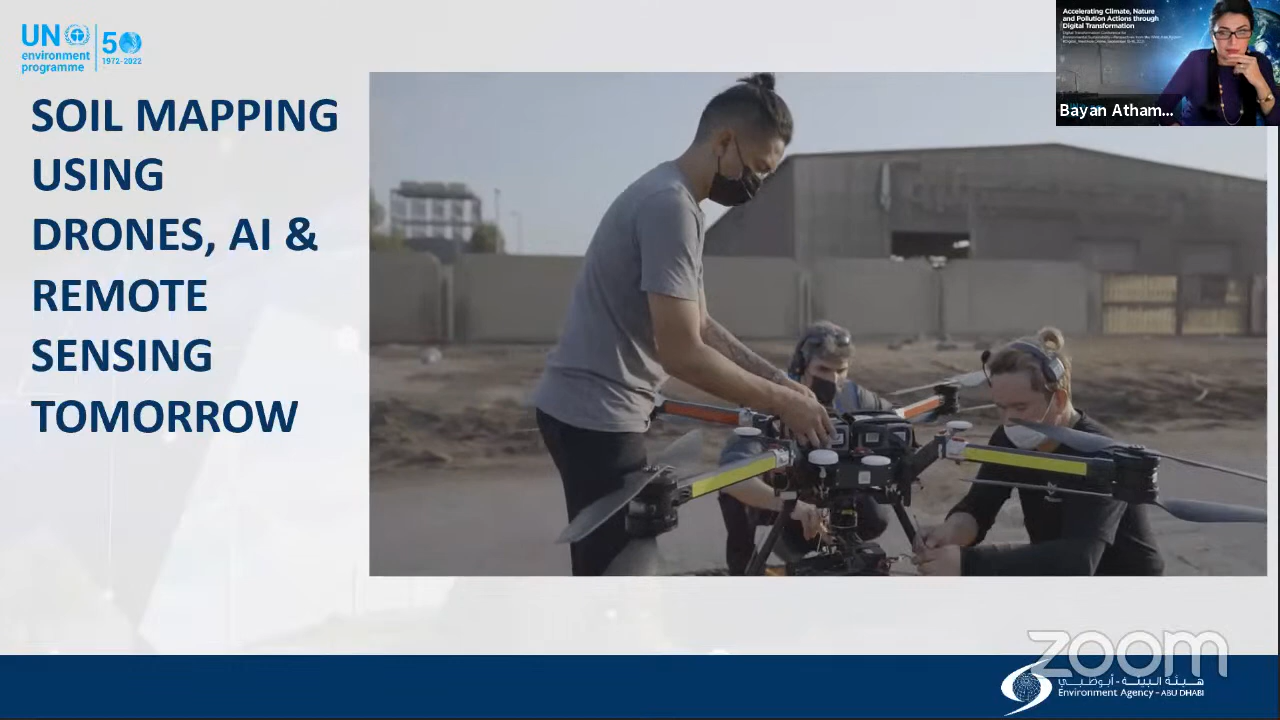 UN
environment
programme
50
1972-2022
SOIL MAPPING
USING
DRONES, AI &
REMOTE
SENSING
TOMORROW
Accelerating Climate, Nature
and Pollution Actions through
Digital Transformation
Bayan Atham...
zoom
هيئة البيئة - أبوظبي
Environment Agency - ABU DHABI